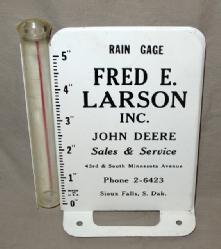 RAIN GAGE
FRED E.
LARSON
INC.
JOHN DEERE
Sales & Service
43rd & South Minnesota Avenue
Phone 2-6423
Sioux Falls, S. Dak.
5"
4"
3"
2"
1"
0"